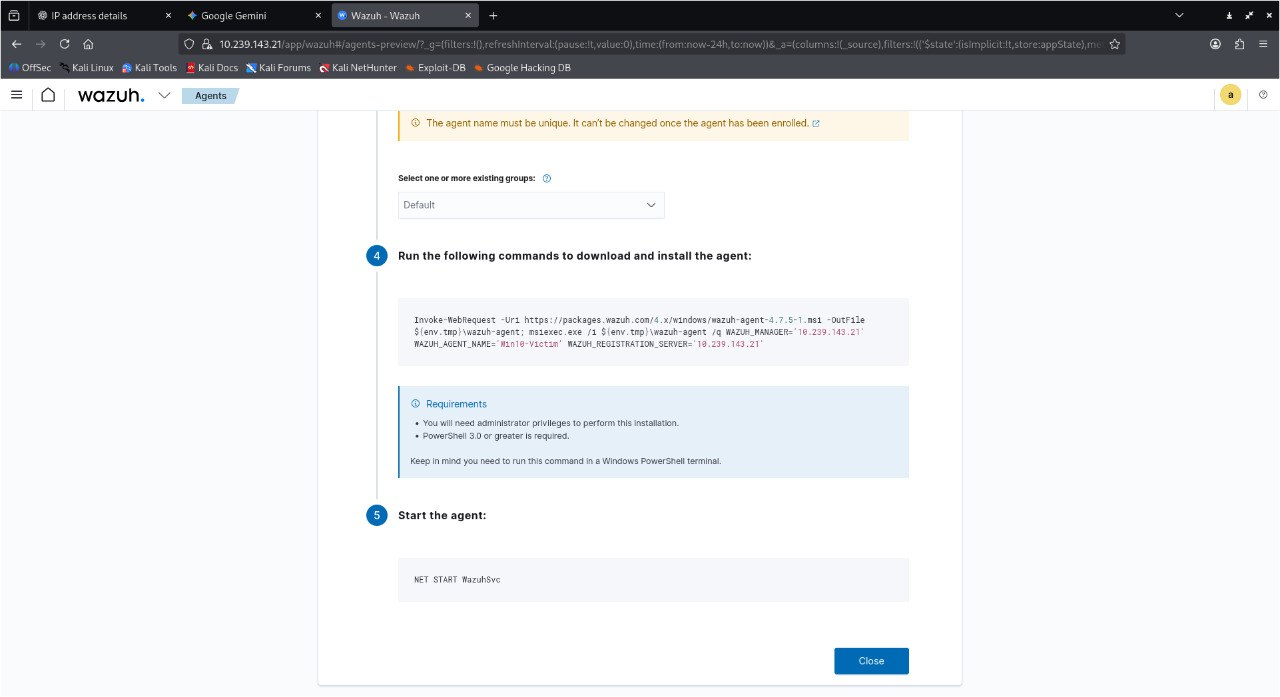 IP address details
Google Gemini
Wazuh - Wazuh
10.239.143.21/app/wazuh#/agents-preview/?_g=(filters:!(),refreshInterval:(pause:!t,value:0),time:(from:now-24h,to:now))&_a=(columns:!(_source),filters:!(('$state':(isImplicit:!t,store:appState),me
OffSec Kali Linux Kali Tools Kali Docs Kali Forums Kali NetHunter Exploit-DB Google Hacking DB
wazuh. Agents a
The agent name must be unique. It can't be changed once the agent has been enrolled.
Select one or more existing groups:
Default
4 Run the following commands to download and install the agent:
Invoke-WebRequest -Uri https://packages.wazuh.com/4.x/windows/wazuh-agent-4.7.5-1.msi -OutFile
${env.tmp}\wazuh-agent; msiexec.exe /i ${env.tmp}\wazuh-agent /q WAZUH_MANAGER='10.239.143.21'
WAZUH_AGENT_NAME='Win10-Victim' WAZUH_REGISTRATION_SERVER='10.239.143.21'
Requirements
• You will need administrator privileges to perform this installation.
• PowerShell 3.0 or greater is required.
Keep in mind you need to run this command in a Windows PowerShell terminal.
5 Start the agent:
NET START WazuhSvc
Close